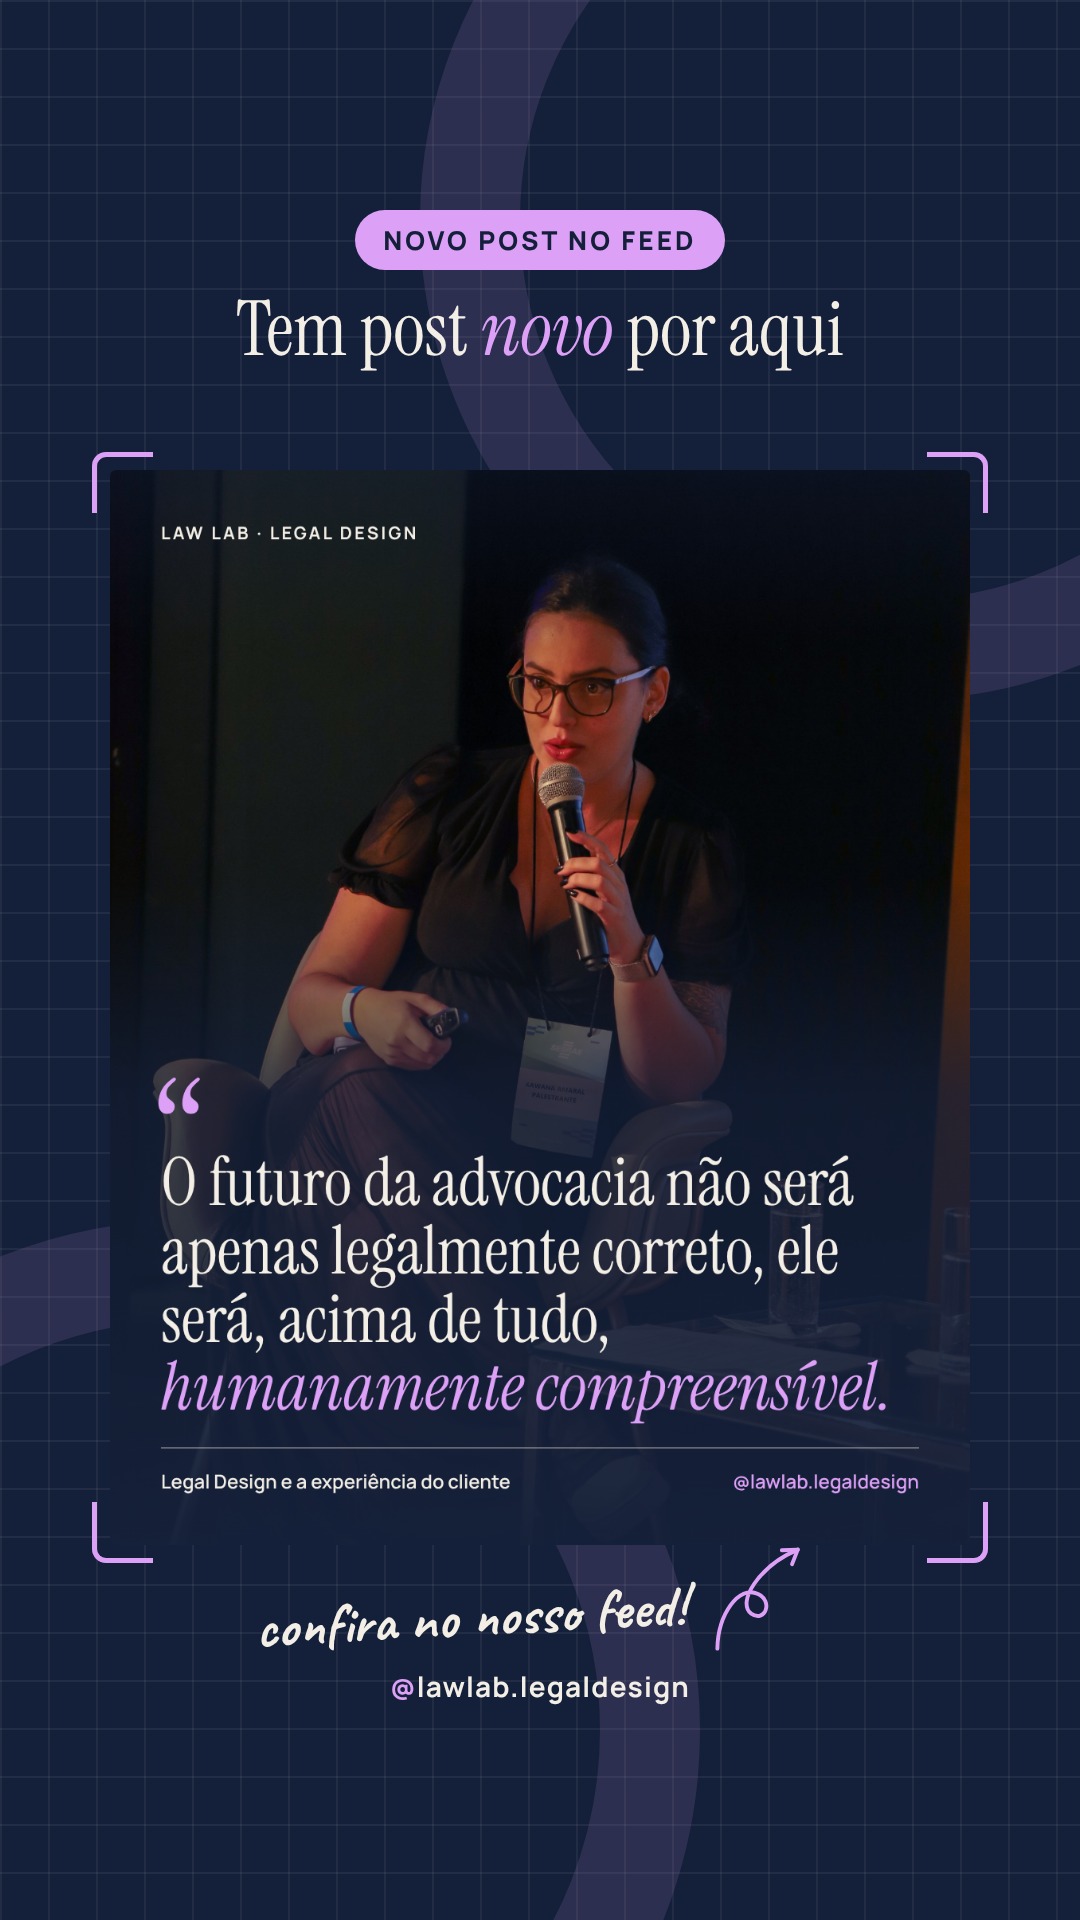 NOVO POST NO FEED
Tem post novo por aqui
LAW LAB · LEGAL DESIGN
PALESTRANTE
“
O futuro da advocacia não será
apenas legalmente correto, ele
será, acima de tudo,
humanamente compreensível.
Legal Design e a experiência do cliente
@lawlab.legaldesign
confira no nosso feed!
@lawlab.legaldesign